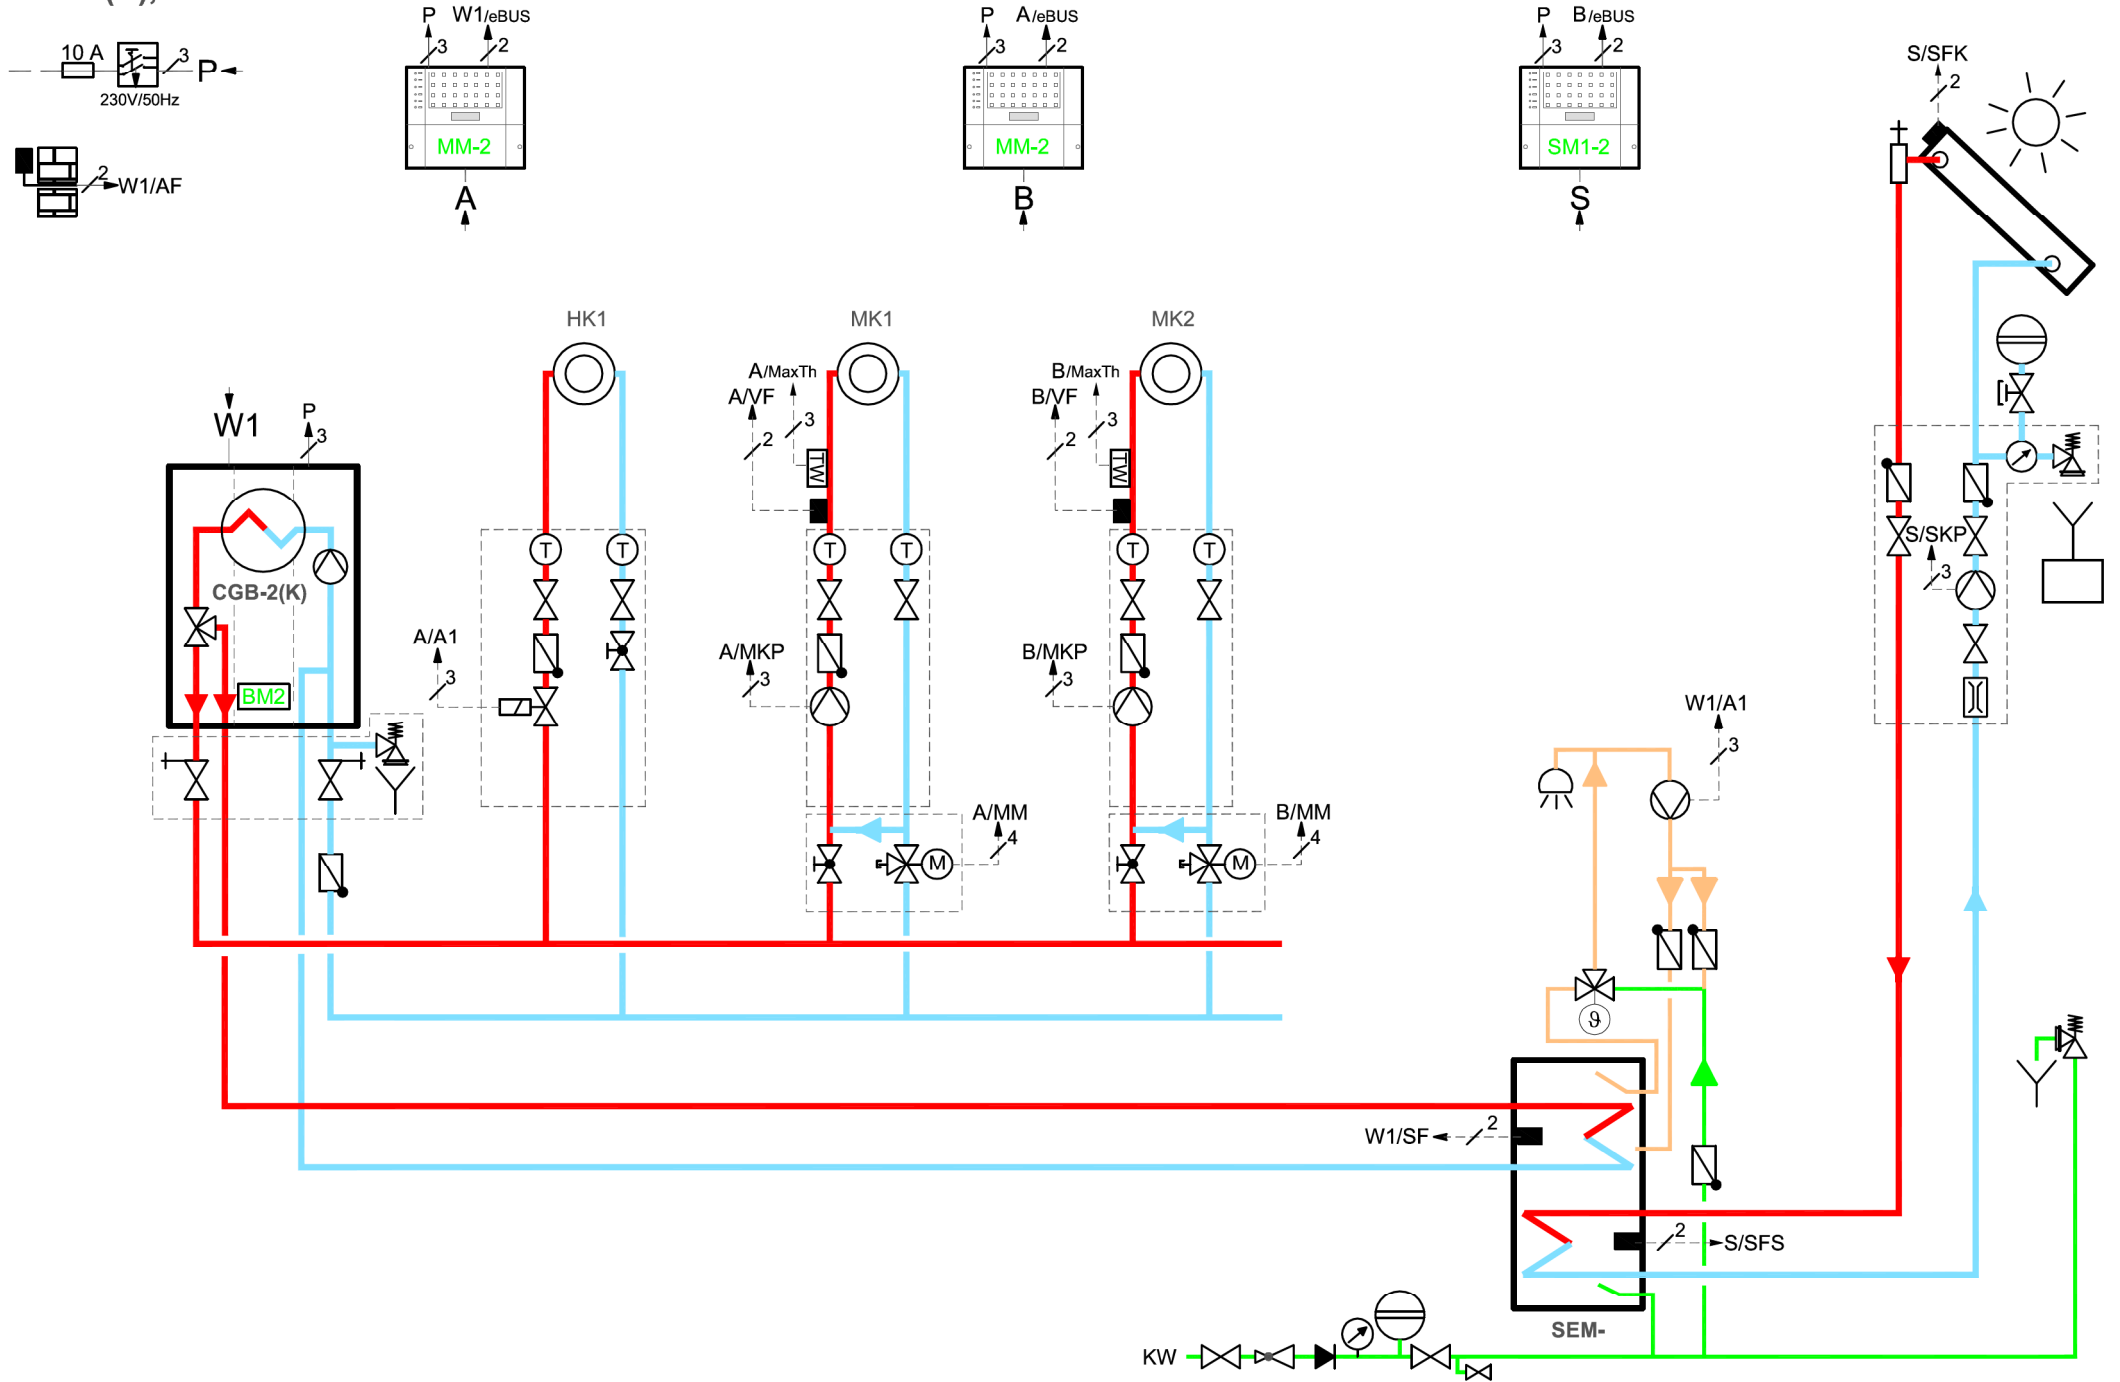 P W1/eBUS
3 2
MM-2
A
P A/eBUS
3 2
MM-2
B
P B/eBUS
3 2
SM1-2
S
10 A
3 P
230V/50Hz
2 W1/AF
S/SFK
2
HK1
MK1
MK2
W1
P
3
CGB-2(K)
BM2
A/MaxTh
A/VF
3
2
TW
B/MaxTh
B/VF
3
2
TW
T T
T
T T
A/A1
3
A/MKP
3
B/MKP
3
S/SKP
3
A/MM
4
M
B/MM
4
M
W1/A1
3
ϑ
W1/SF 2
2 S/SFS
SEM-
KW